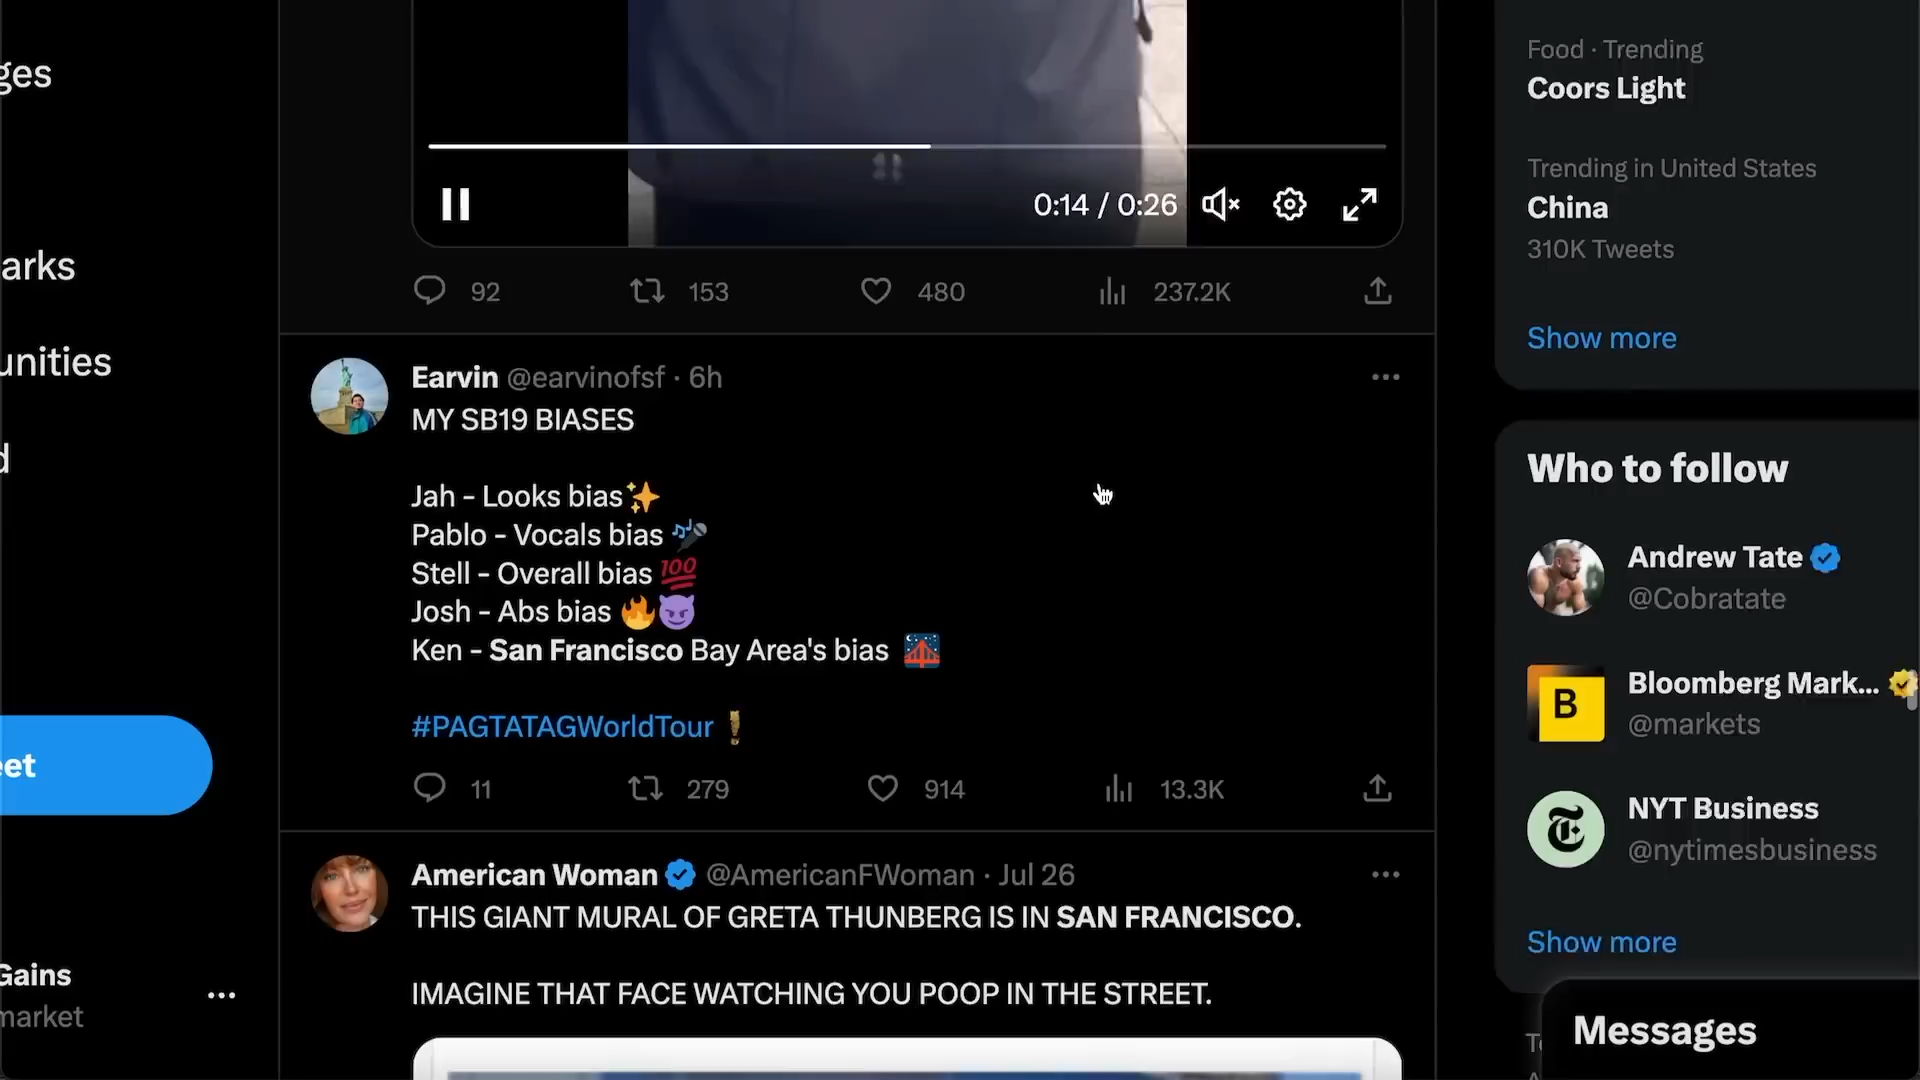 ges
arks
unities
d
et
Gains
market
0:14 / 0:26
92
153
480
237.2K
Earvin @earvinofsf · 6h
MY SB19 BIASES
Jah - Looks bias✨
Pablo - Vocals bias 🎶🎤
Stell - Overall bias 💯
Josh - Abs bias 🔥😈
Ken - San Francisco Bay Area's bias 🌉
#PAGTATAGWorldTour
11
279
914
13.3K
American Woman @AmericanFWoman · Jul 26
THIS GIANT MURAL OF GRETA THUNBERG IS IN SAN FRANCISCO.
IMAGINE THAT FACE WATCHING YOU POOP IN THE STREET.
Food · Trending
Coors Light
Trending in United States
China
310K Tweets
Show more
Who to follow
Andrew Tate
@Cobratate
B
Bloomberg Mark...
@markets
NYT Business
@nytimesbusiness
Show more
Messages